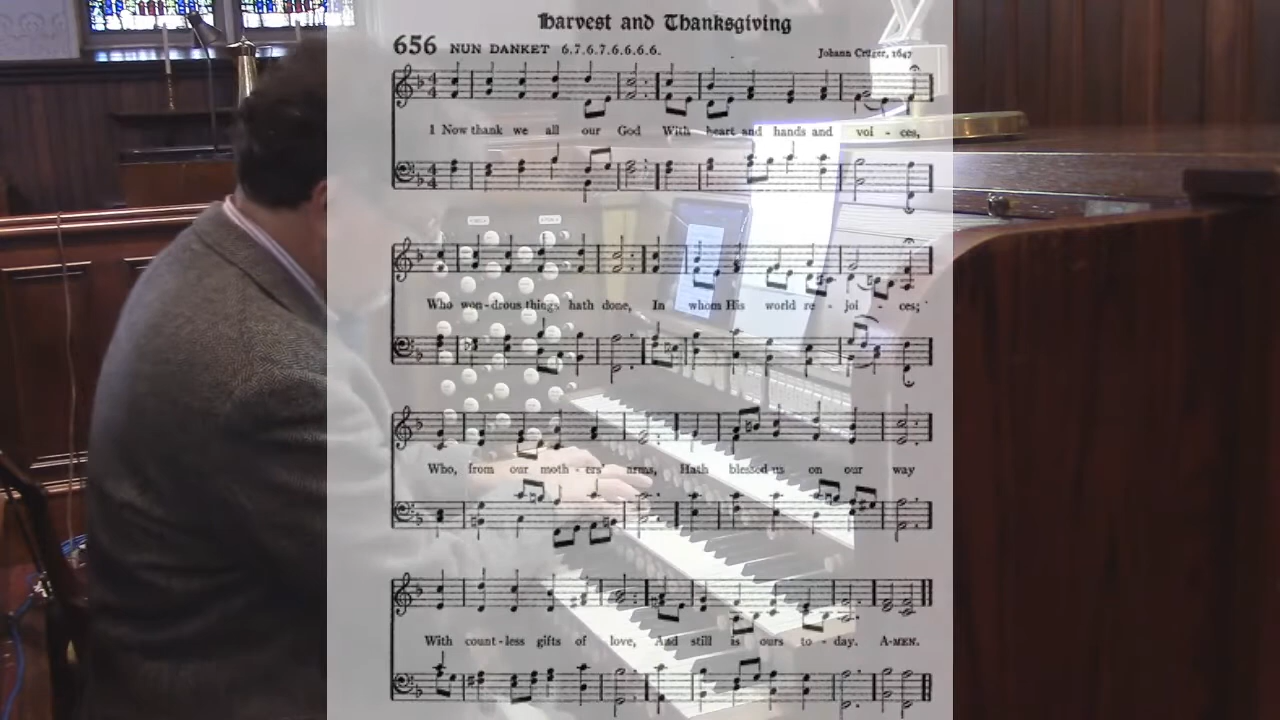 Harvest and Thanksgiving
656 NUN DANKET 6.7.6.7.6.6.6.6. Johann Crüger, 1647
1 Now thank we all our God With heart and hands and voi - ces,
Who won - drous things hath done, In whom His world re - joi - ces;
Who, from our moth - ers' arms, Hath blessed us on our way
With count - less gifts of love, And still is ours to - day. A-MEN.